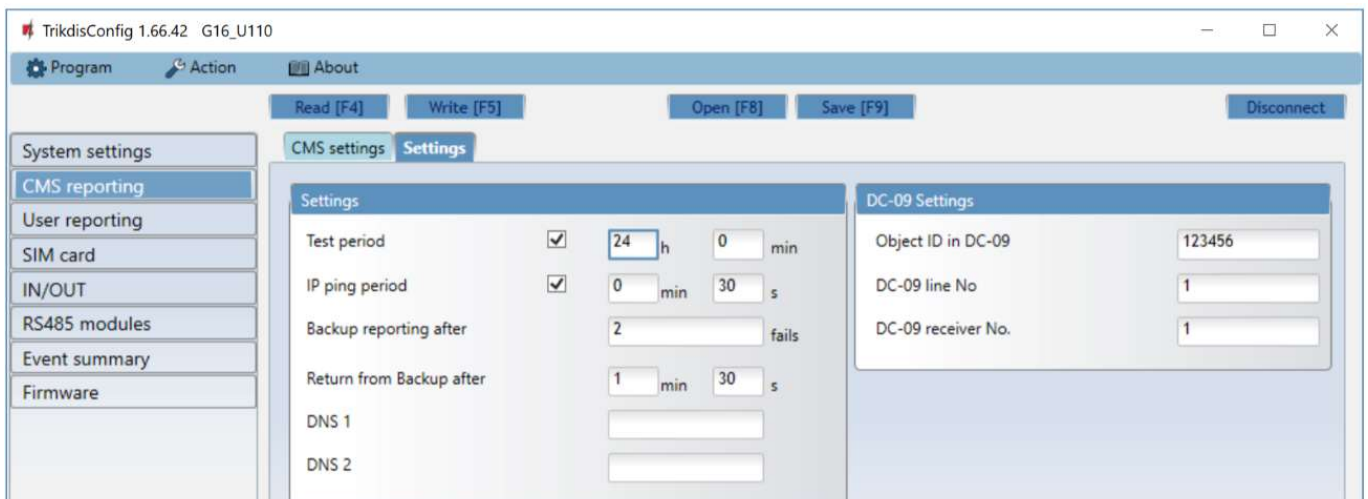 TrikdisConfig 1.66.42 G16_U110
Program Action About
Read [F4] Write [F5] Open [F8] Save [F9] Disconnect
System settings
CMS reporting
User reporting
SIM card
IN/OUT
RS485 modules
Event summary
Firmware
CMS settings Settings
Settings
Test period 24 h 0 min
IP ping period 0 min 30 s
Backup reporting after 2 fails
Return from Backup after 1 min 30 s
DNS 1
DNS 2
DC-09 Settings
Object ID in DC-09 123456
DC-09 line No 1
DC-09 receiver No. 1